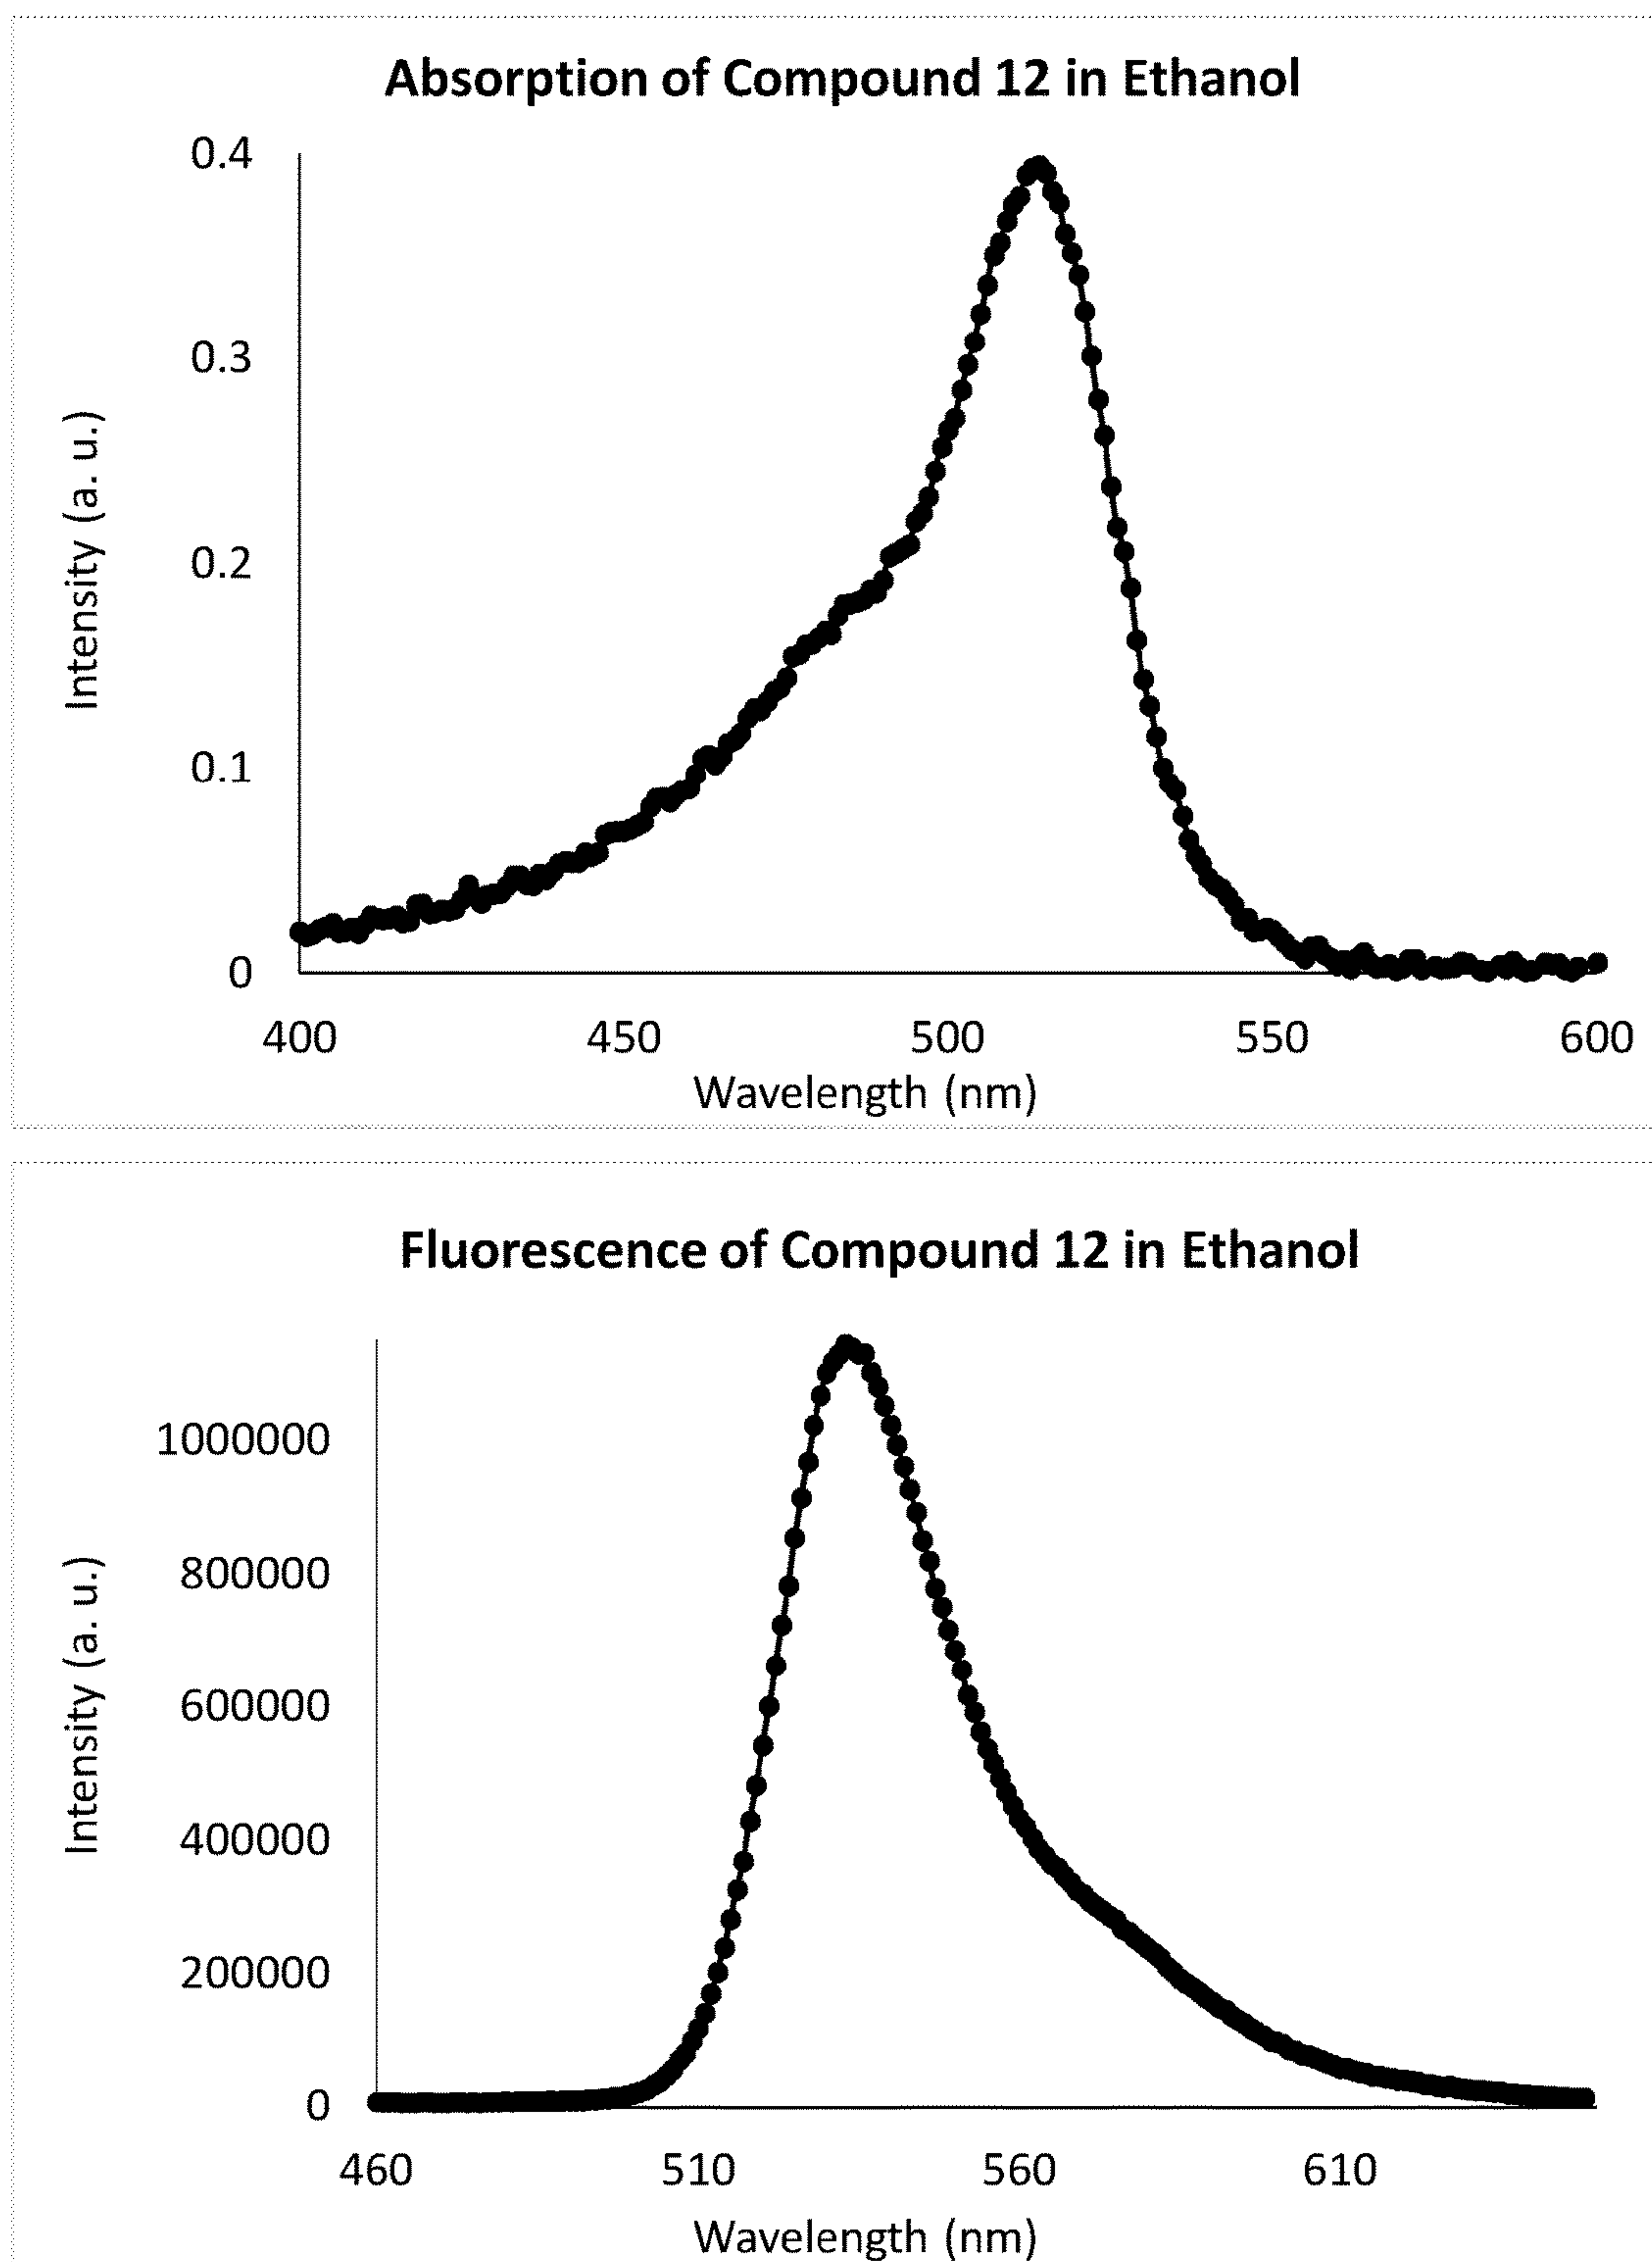 Absorption of Compound 12 in Ethanol
0.4
0.3
0.2
0.1
0
Intensity (a. u.)
400 450 500 550 600
Wavelength (nm)
Fluorescence of Compound 12 in Ethanol
1000000
800000
600000
400000
200000
0
Intensity (a. u.)
460 510 560 610
Wavelength (nm)